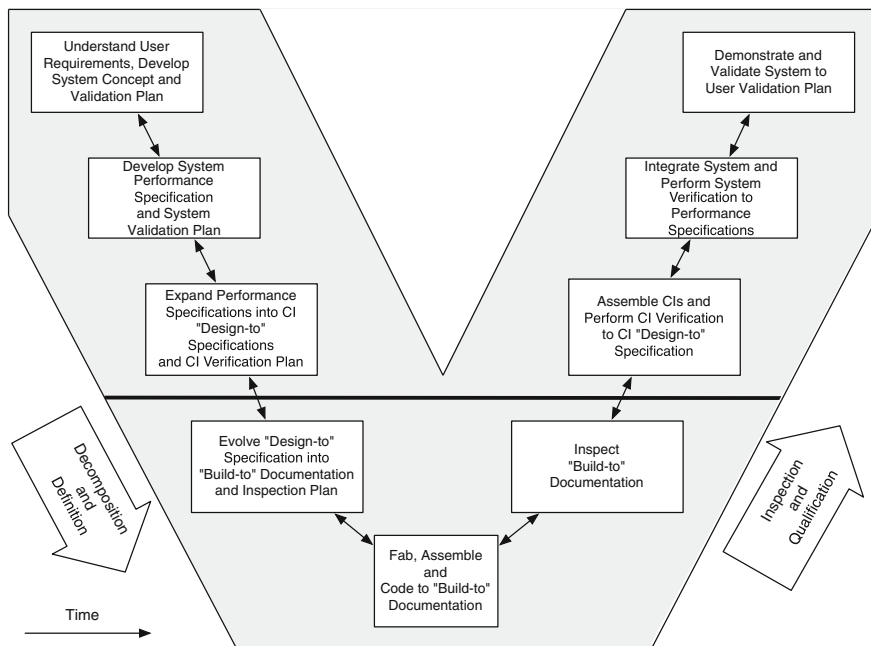 Understand User
Requirements, Develop
System Concept and
Validation Plan
Develop System
Performance
Specification
and System
Validation Plan
Expand Performance
Specifications into CI
"Design-to"
Specifications
and CI Verification Plan
Evolve "Design-to"
Specification into
"Build-to" Documentation
and Inspection Plan
Fab, Assemble
and
Code to "Build-to"
Documentation
Inspect
"Build-to"
Documentation
Assemble CIs and
Perform CI Verification
to CI "Design-to"
Specification
Integrate System and
Perform System
Verification to
Performance
Specifications
Demonstrate and
Validate System to
User Validation Plan
Decomposition
and
Definition
Inspection
and
Qualification
Time